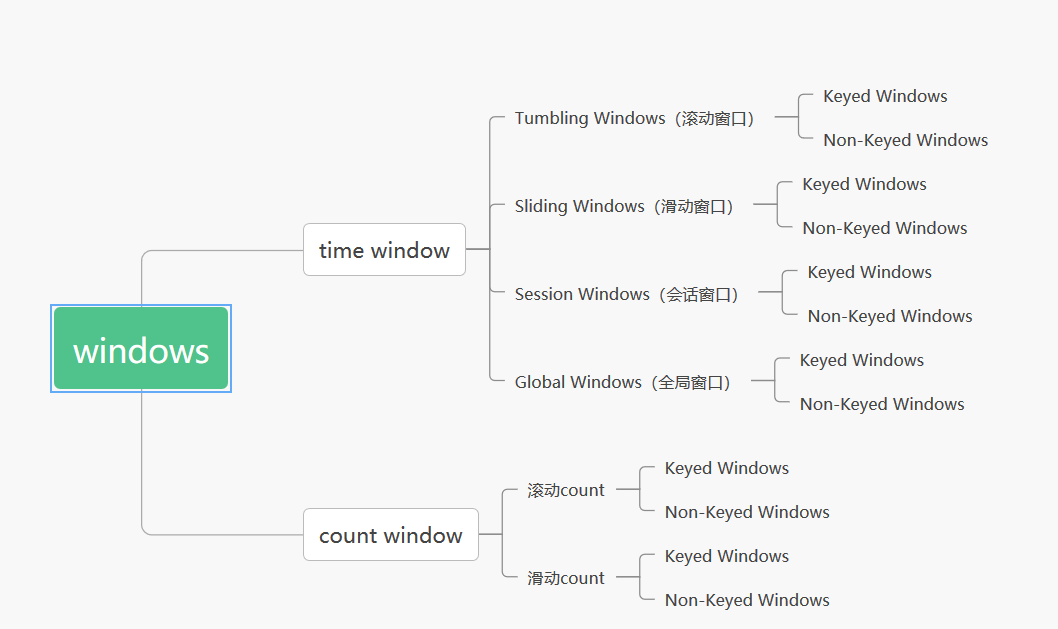 windows
time window
Tumbling Windows（滚动窗口）
Keyed Windows
Non-Keyed Windows
Sliding Windows（滑动窗口）
Keyed Windows
Non-Keyed Windows
Session Windows（会话窗口）
Keyed Windows
Non-Keyed Windows
Global Windows（全局窗口）
Keyed Windows
Non-Keyed Windows
count window
滚动count
Keyed Windows
Non-Keyed Windows
滑动count
Keyed Windows
Non-Keyed Windows